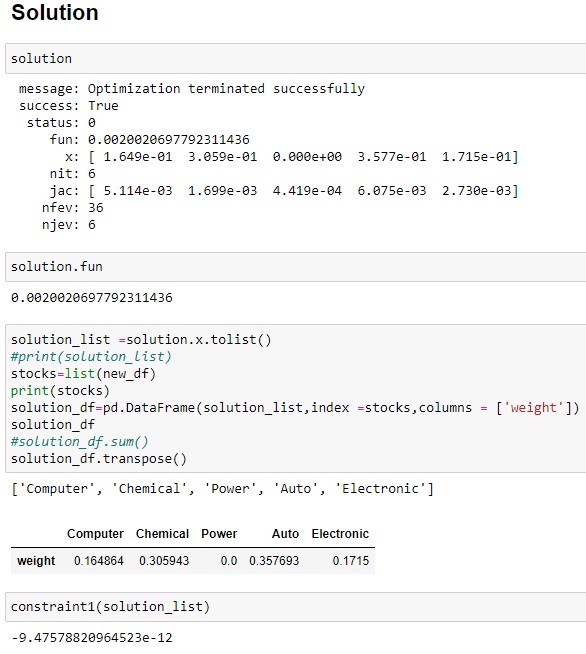 Solution
solution
message: Optimization terminated successfully
success: True
status: 0
fun: 0.0020020697792311436
x: [ 1.649e-01 3.059e-01 0.000e+00 3.577e-01 1.715e-01]
nit: 6
jac: [ 5.114e-03 1.699e-03 4.419e-04 6.075e-03 2.730e-03]
nfev: 36
njev: 6
solution.fun
0.0020020697792311436
solution_list =solution.x.tolist()
#print(solution_list)
stocks=list(new_df)
print(stocks)
solution_df=pd.DataFrame(solution_list,index =stocks,columns = ['weight'])
solution_df
#solution_df.sum()
solution_df.transpose()
['Computer', 'Chemical', 'Power', 'Auto', 'Electronic']
Computer Chemical Power Auto Electronic
weight 0.164864 0.305943 0.0 0.357693 0.1715
constraint1(solution_list)
-9.47578820964523e-12